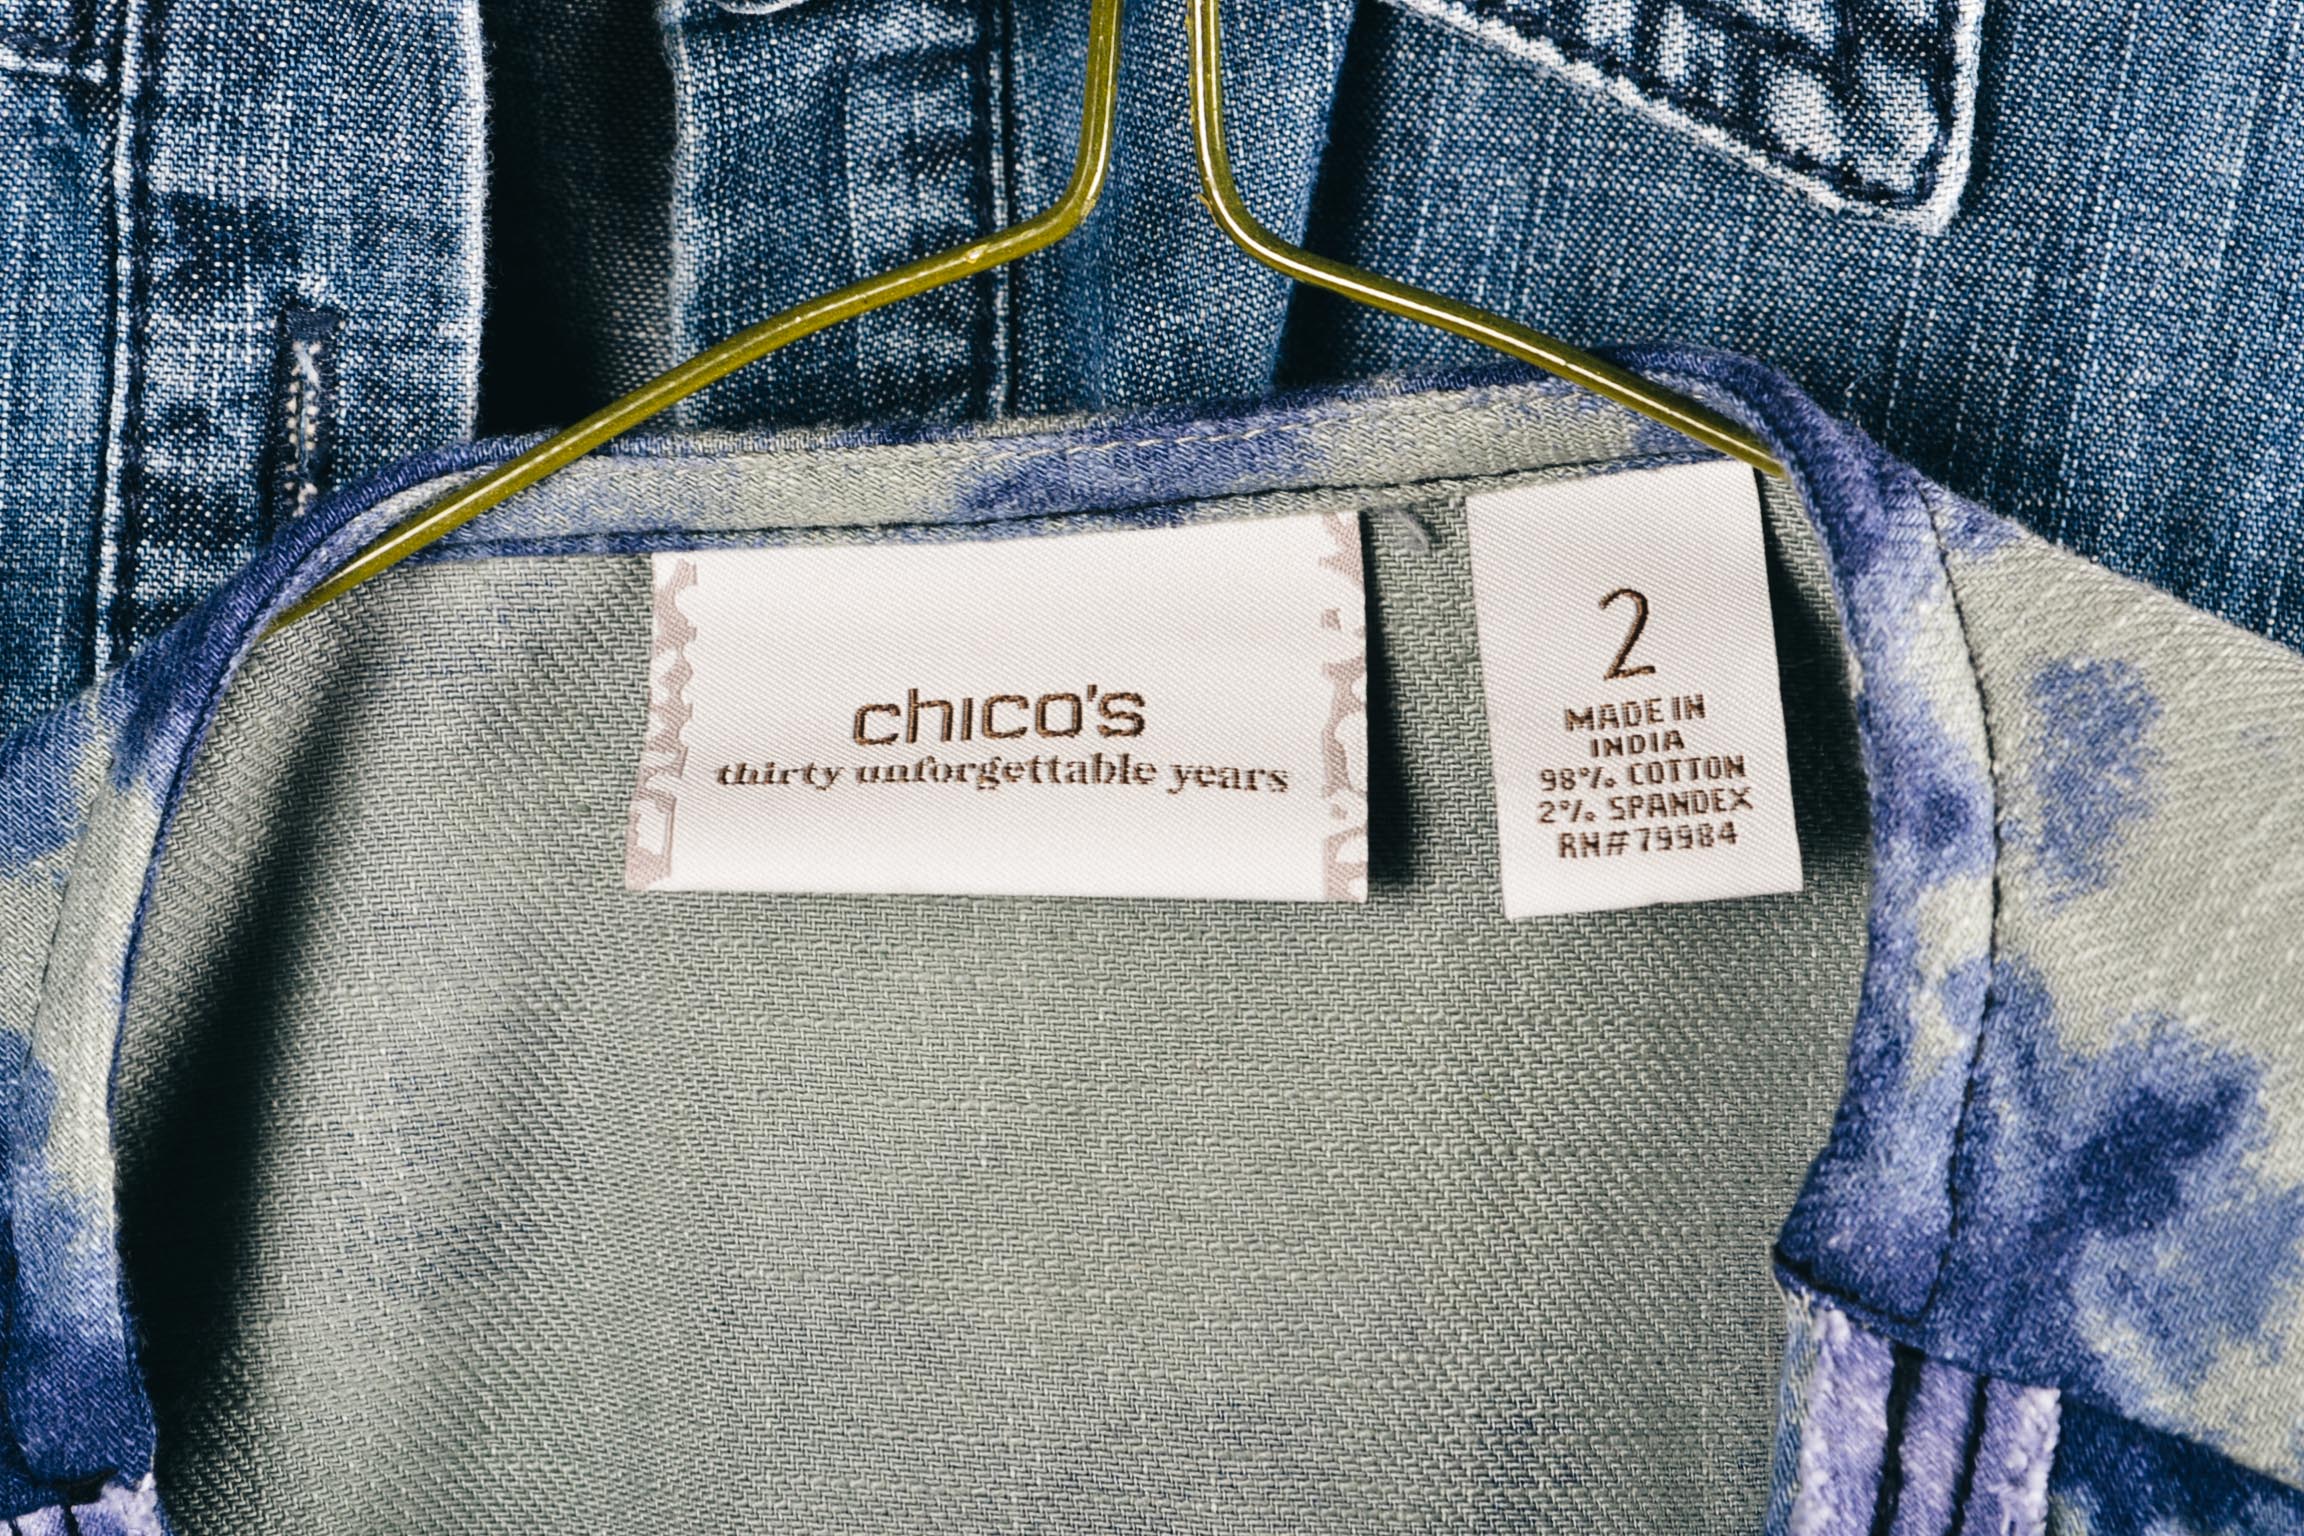 chico's
thirty unforgettable years
2
MADE IN
INDIA
98% COTTON
2% SPANDEX
RN#79984